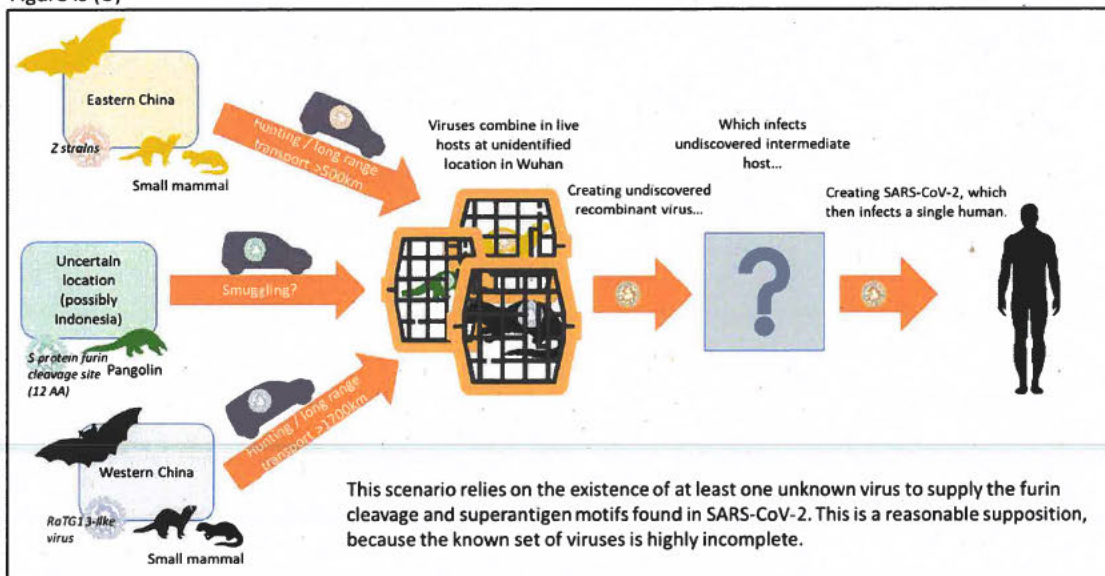 Eastern China
Z strains
Small mammal
Hunting / long range
transport >500km
Uncertain
location
(possibly
Indonesia)
S protein furin
cleavage site
(12 AA)
Pangolin
Smuggling?
Western China
RaTG13-like
virus
Small mammal
Hunting / long range
transport >1700km
Viruses combine in live
hosts at unidentified
location in Wuhan
Creating undiscovered
recombinant virus...
Which infects
undiscovered intermediate
host...
?
Creating SARS-CoV-2, which
then infects a single human.
This scenario relies on the existence of at least one unknown virus to supply the furin
cleavage and superantigen motifs found in SARS-CoV-2. This is a reasonable supposition,
because the known set of viruses is highly incomplete.